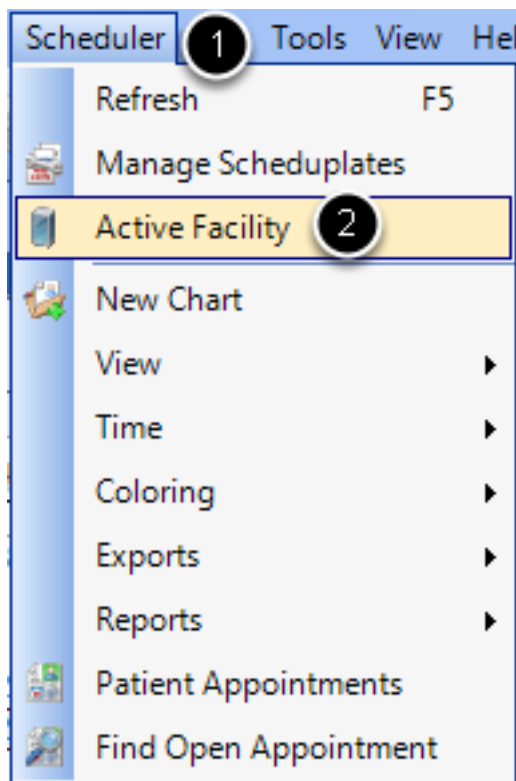 Scheduler 1 Tools View Hel
Refresh F5
Manage Scheduplates
Active Facility 2
New Chart
View
Time
Coloring
Exports
Reports
Patient Appointments
Find Open Appointment